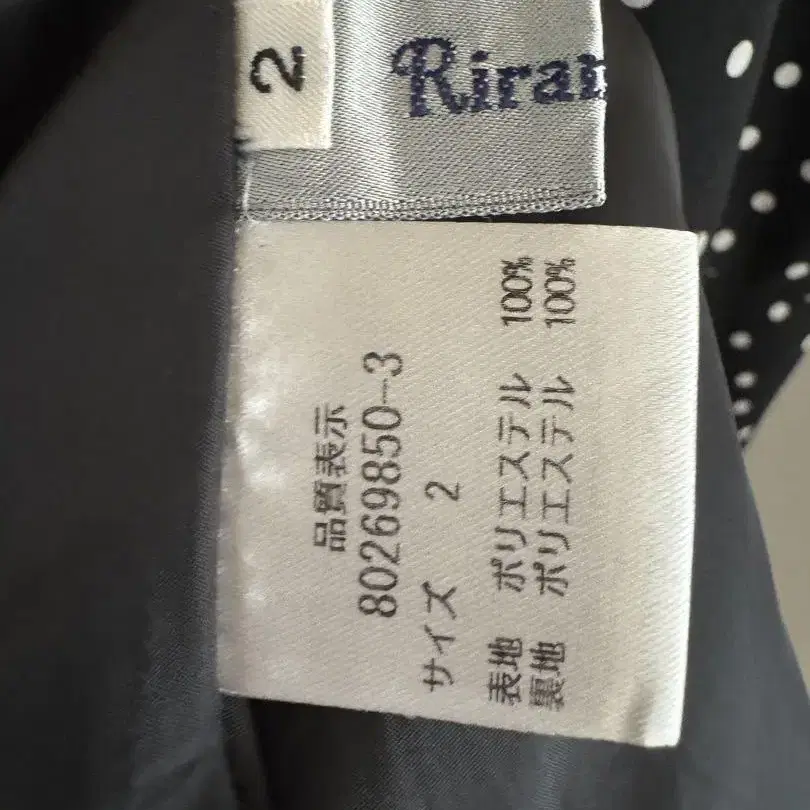 2
Riran
品質表示
80269850-3
サイズ 2
表地 ポリエステル 100%
裏地 ポリエステル 100%